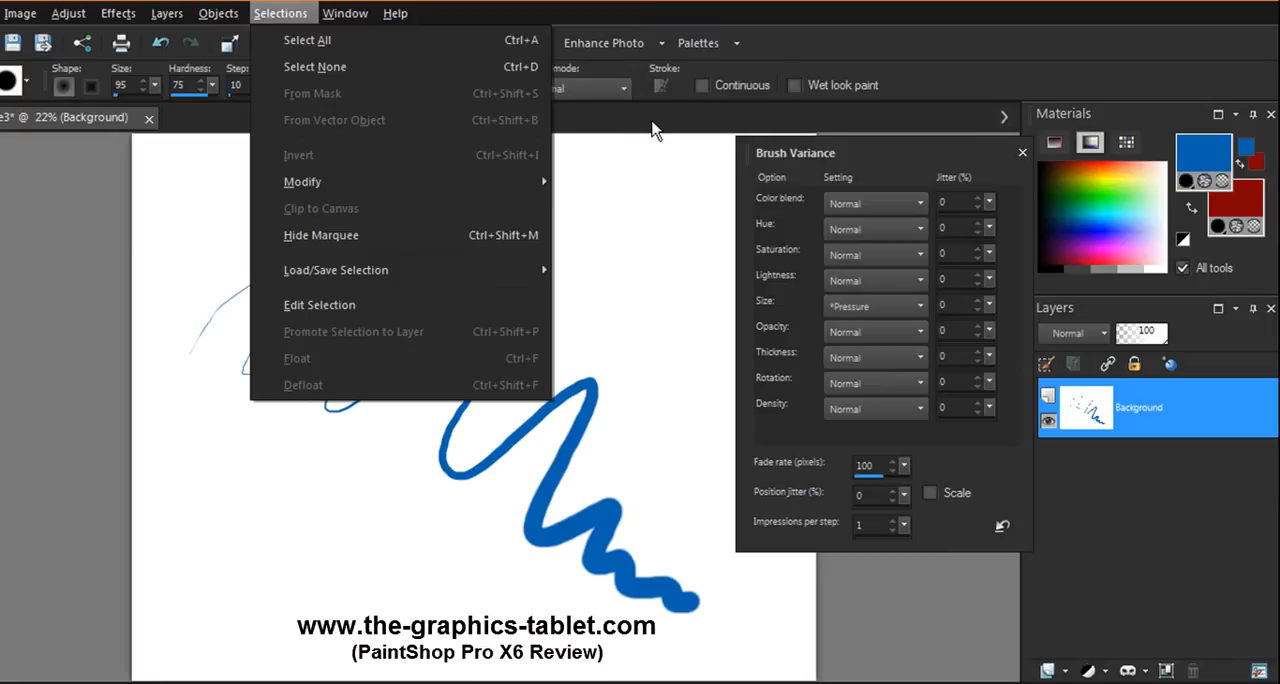 Image Adjust Effects Layers Objects Selections Window Help
Enhance Photo Palettes
Shape: Size: Hardness: Step: mode: Stroke:
95 75 10 Continuous Wet look paint
e3* @ 22% (Background)
Select All Ctrl+A
Select None Ctrl+D
From Mask Ctrl+Shift+S
From Vector Object Ctrl+Shift+B
Invert Ctrl+Shift+I
Modify
Clip to Canvas
Hide Marquee Ctrl+Shift+M
Load/Save Selection
Edit Selection
Promote Selection to Layer Ctrl+Shift+P
Float Ctrl+F
Defloat Ctrl+Shift+F
Brush Variance
Option Setting Jitter (%)
Color blend: Normal 0
Hue: Normal 0
Saturation: Normal 0
Lightness: Normal 0
Size: *Pressure 0
Opacity: Normal 0
Thickness: Normal 0
Rotation: Normal 0
Density: Normal 0
Fade rate (pixels): 100
Position jitter (%): 0 Scale
Impressions per step: 1
Materials
All tools
Layers
Normal 100
Background
www.the-graphics-tablet.com
(PaintShop Pro X6 Review)